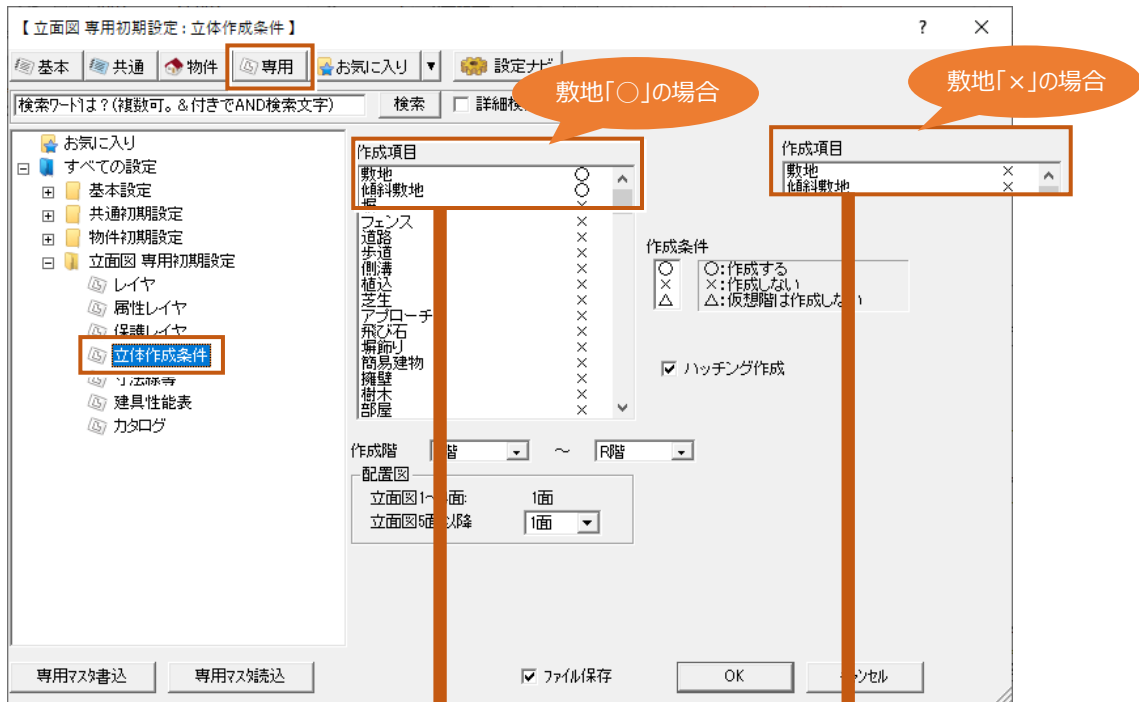 【 立面図 専用初期設定 : 立体作成条件 】 ? ×
基本 共通 物件 専用 お気に入り ▼ 設定ナビ
敷地「○」の場合
敷地「×」の場合
検索ワードは？(複数可。＆付きでAND検索文字) 検索
お気に入り
すべての設定
基本設定
共通初期設定
物件初期設定
立面図 専用初期設定
レイヤ
属性レイヤ
保護レイヤ
立体作成条件
建具性能表
カタログ
作成項目
敷地 ○
傾斜敷地 ○
フェンス ×
道路 ×
歩道 ×
側溝 ×
植込 ×
芝生 ×
アプローチ ×
飛び石 ×
塀飾り ×
簡易建物 ×
擁壁 ×
樹木 ×
部屋 ×
作成項目
敷地 ×
傾斜敷地 ×
作成条件
○ ○:作成する
× ×:作成しない
△ △:仮想階は作成しない
ハッチング作成
作成階 ～ R階
配置図
立面図1～ 面: 1面
立面図5面以降 1面
専用マスタ書込 専用マスタ読込 ファイル保存 OK